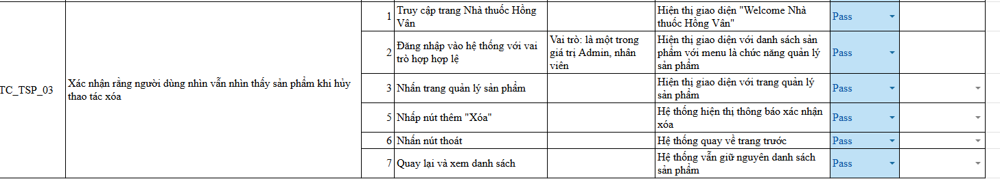 TC_TSP_03
Xác nhận rằng người dùng nhìn vẫn nhìn thấy sản phẩm khi hủy
thao tác xóa
1
Truy cập trang Nhà thuốc Hồng
Vân
Hiện thị giao diện "Welcome Nhà
thuốc Hồng Vân"
Pass
2
Đăng nhập vào hệ thống với vai
trò hợp hợp lệ
Vai trò: là một trong
giá trị Admin, nhân
viên
Hiện thị giao diện với danh sách sản
phẩm với menu là chức năng quản lý
sản phẩm
Pass
3
Nhấn trang quản lý sản phẩm
Hiện thị giao diện với trang quản lý
sản phẩm
Pass
5
Nhấp nút thêm "Xóa"
Hệ thống hiện thị thông báo xác nhận
xóa
Pass
6
Nhấn nút thoát
Hệ thống quay về trang trước
Pass
7
Quay lại và xem danh sách
Hệ thống vẫn giữ nguyên danh sách
sản phẩm
Pass